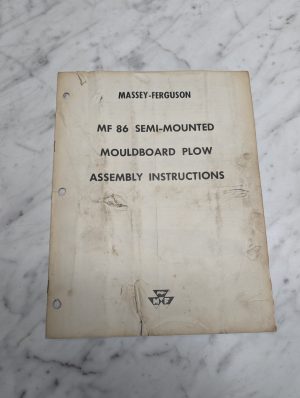 MASSEY-FERGUSON
MF 86 SEMI-MOUNTED
MOULDBOARD PLOW
ASSEMBLY INSTRUCTIONS